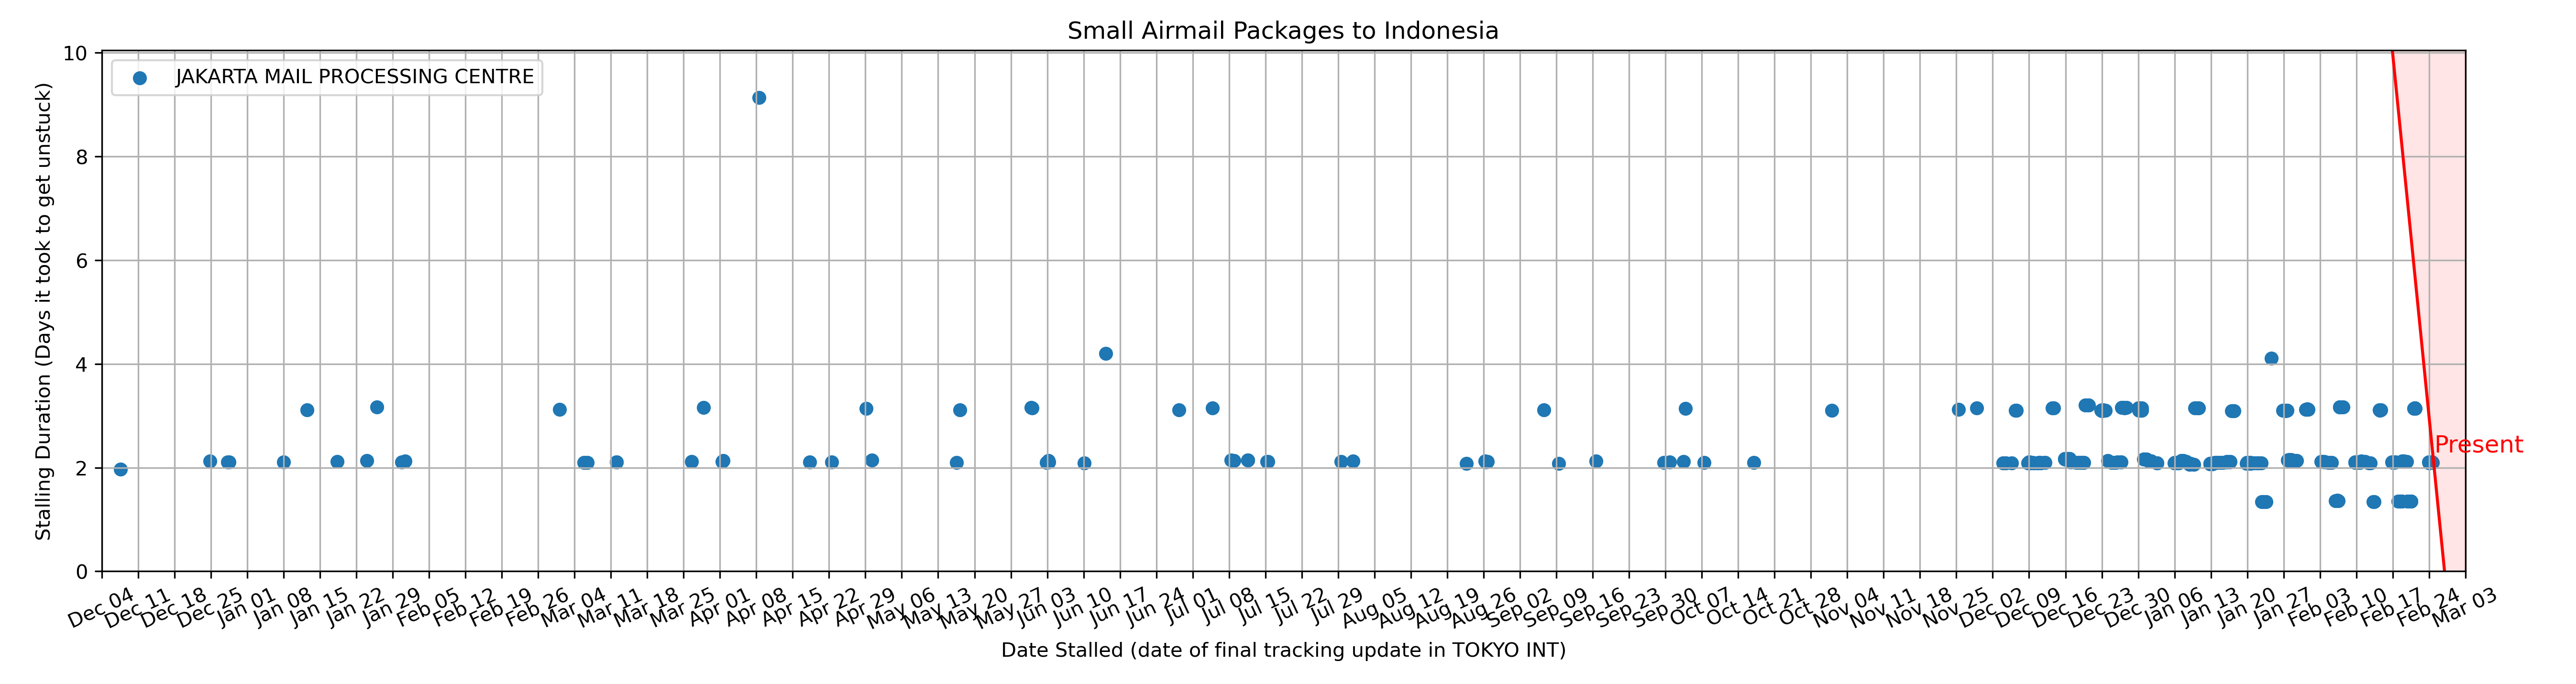 Small Airmail Packages to Indonesia
JAKARTA MAIL PROCESSING CENTRE
Stalling Duration (Days it took to get unstuck)
10
8
6
4
2
0
Present
Dec 04 Dec 11 Dec 18 Dec 25 Jan 01 Jan 08 Jan 15 Jan 22 Jan 29 Feb 05 Feb 12 Feb 19 Feb 26 Mar 04 Mar 11 Mar 18 Mar 25 Apr 01 Apr 08 Apr 15 Apr 22 Apr 29 May 06 May 13 May 20 May 27 Jun 03 Jun 10 Jun 17 Jun 24 Jul 01 Jul 08 Jul 15 Jul 22 Jul 29 Aug 05 Aug 12 Aug 19 Aug 26 Sep 02 Sep 09 Sep 16 Sep 23 Sep 30 Oct 07 Oct 14 Oct 21 Oct 28 Nov 04 Nov 11 Nov 18 Nov 25 Dec 02 Dec 09 Dec 16 Dec 23 Dec 30 Jan 06 Jan 13 Jan 20 Jan 27 Feb 03 Feb 10 Feb 17 Feb 24 Mar 03
Date Stalled (date of final tracking update in TOKYO INT)